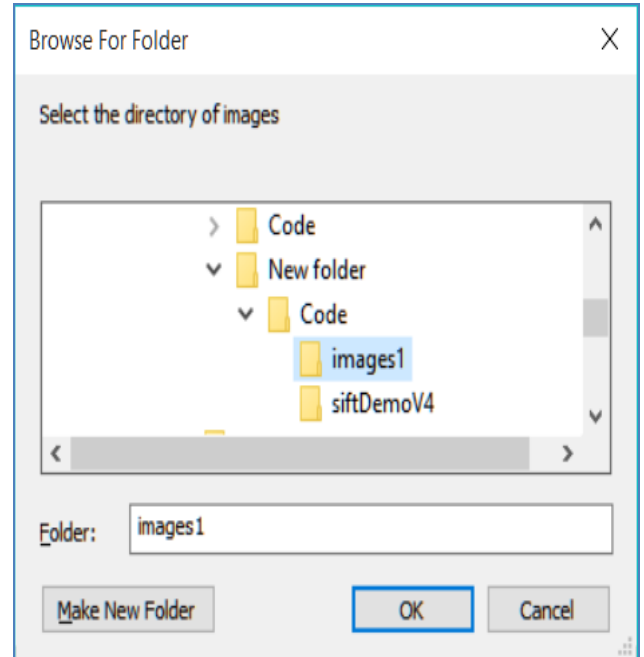 Browse For Folder
Select the directory of images
Code
New folder
Code
images1
siftDemoV4
Folder: images1
Make New Folder OK Cancel